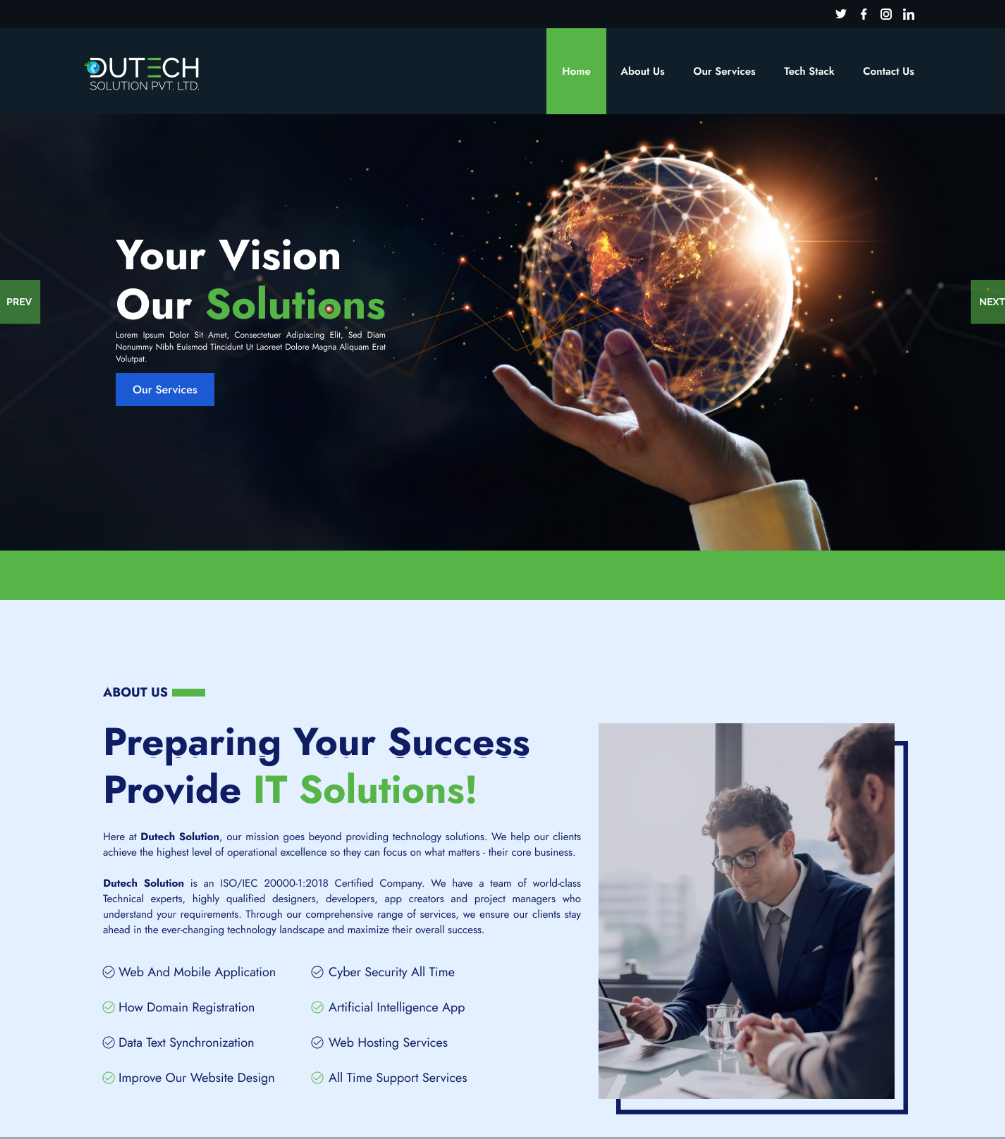 DUTECH
SOLUTION PVT. LTD.
Home About Us Our Services Tech Stack Contact Us
Your Vision
Our Solutions
PREV
NEXT
Lorem Ipsum Dolor Sit Amet, Consectetuer Adipiscing Elit, Sed Diam
Nonummy Nibh Euismod Tincidunt Ut Laoreet Dolore Magna Aliquam Erat
Volutpat.
Our Services
ABOUT US
Preparing Your Success
Provide IT Solutions!
Here at Dutech Solution, our mission goes beyond providing technology solutions. We help our clients
achieve the highest level of operational excellence so they can focus on what matters - their core business.
Dutech Solution is an ISO/IEC 20000-1:2018 Certified Company. We have a team of world-class
Technical experts, highly qualified designers, developers, app creators and project managers who
understand your requirements. Through our comprehensive range of services, we ensure our clients stay
ahead in the ever-changing technology landscape and maximize their overall success.
Web And Mobile Application
Cyber Security All Time
How Domain Registration
Artificial Intelligence App
Data Text Synchronization
Web Hosting Services
Improve Our Website Design
All Time Support Services